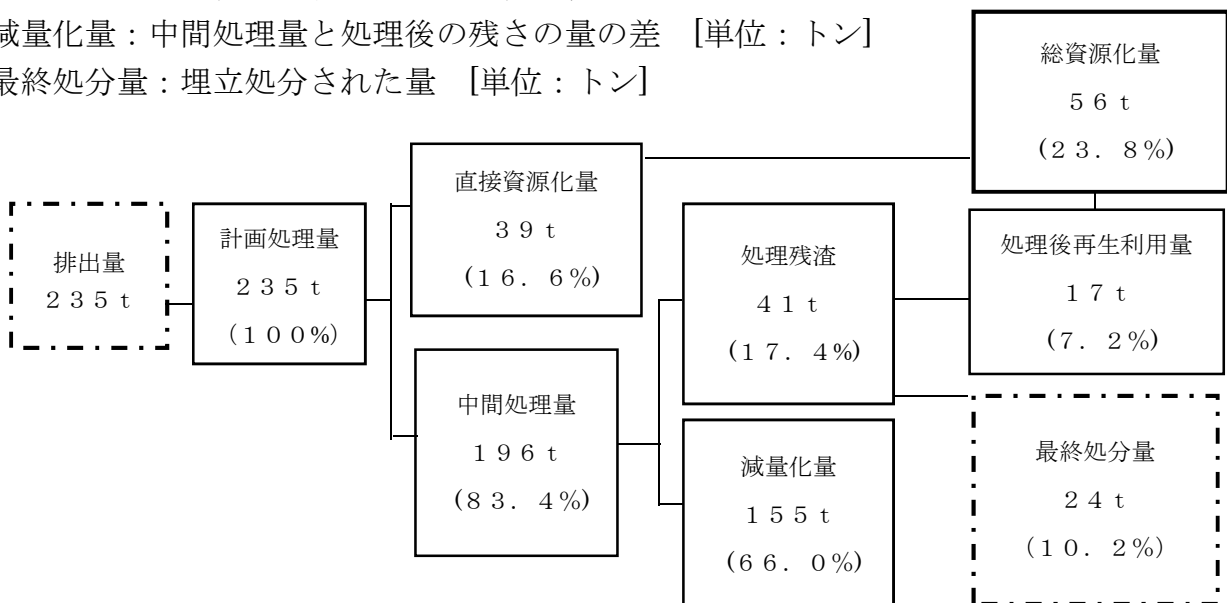 減量化量：中間処理量と処理後の残さの量の差　[単位：トン]
最終処分量：埋立処分された量　[単位：トン]
総資源化量
５６ｔ
(２３．８%)
直接資源化量
３９ｔ
(１６．６%)
排出量
２３５ｔ
計画処理量
２３５ｔ
(１００%)
処理残渣
４１ｔ
(１７．４%)
処理後再生利用量
１７ｔ
(７．２%)
中間処理量
１９６ｔ
(８３．４%)
減量化量
１５５ｔ
(６６．０%)
最終処分量
２４ｔ
(１０．２%)